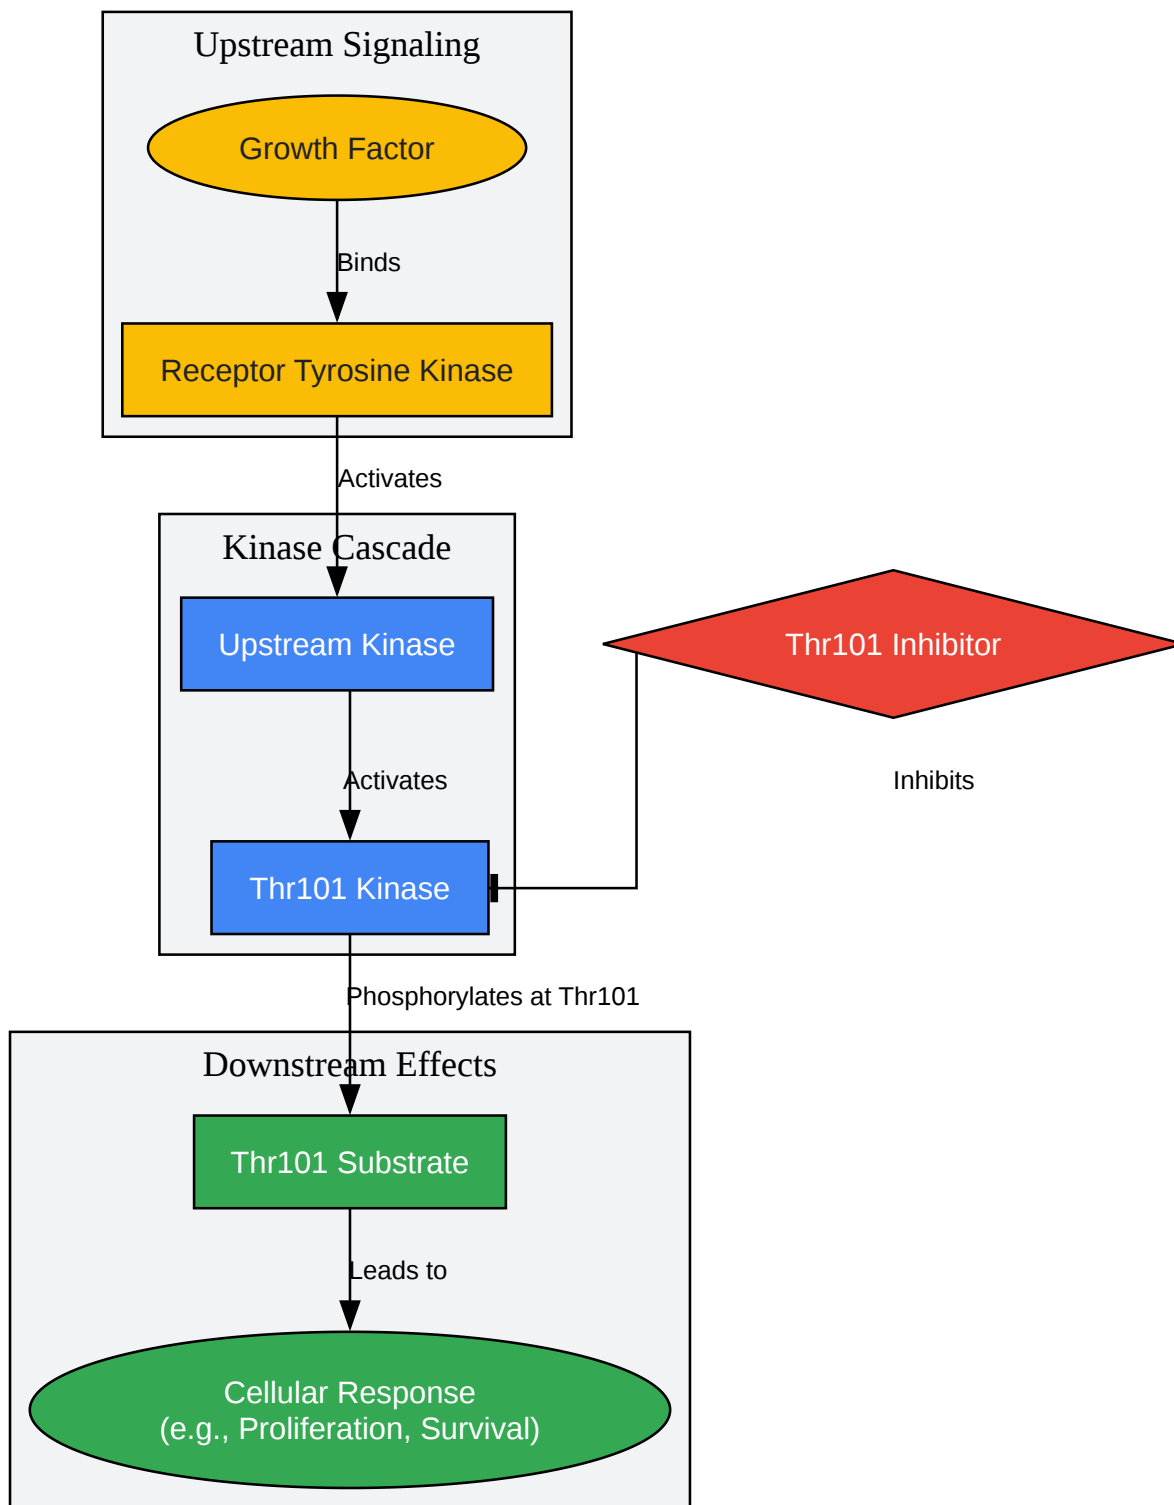 Upstream Signaling
Growth Factor
Binds
Receptor Tyrosine Kinase
Activates
Kinase Cascade
Upstream Kinase
Thr101 Inhibitor
Activates
Inhibits
Thr101 Kinase
Phosphorylates at Thr101
Downstream Effects
Thr101 Substrate
Leads to
Cellular Response
(e.g., Proliferation, Survival)